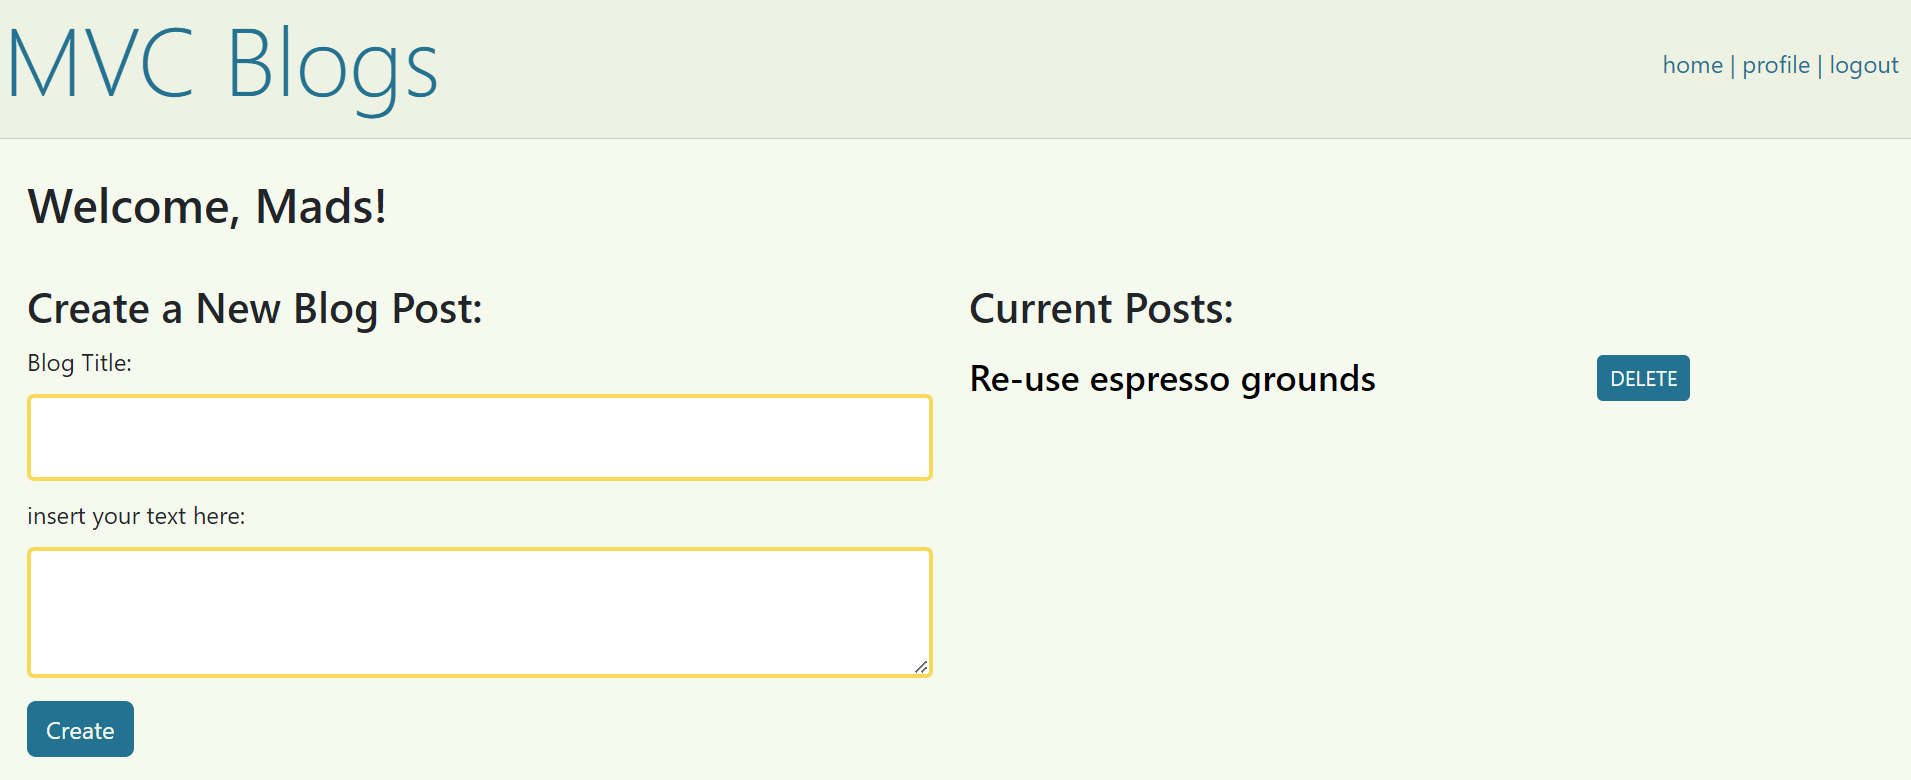 MVC Blogs
home | profile | logout
Welcome, Mads!
Create a New Blog Post:
Blog Title:
insert your text here:
Create
Current Posts:
Re-use espresso grounds
DELETE